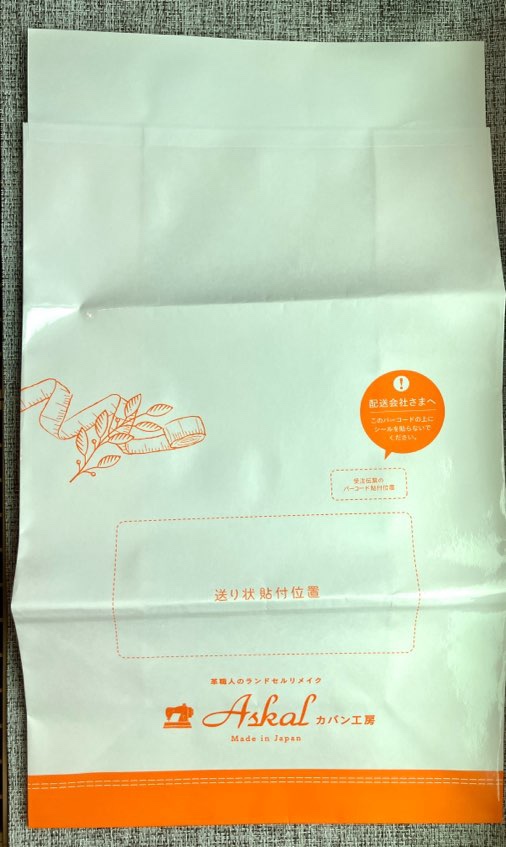 !
配送会社さまへ
このバーコードの上に
シールを貼らないで
ください。
受注伝票の
バーコード貼付位置
送り状貼付位置
革職人のランドセルリメイク
Askal カバン工房
Made in Japan